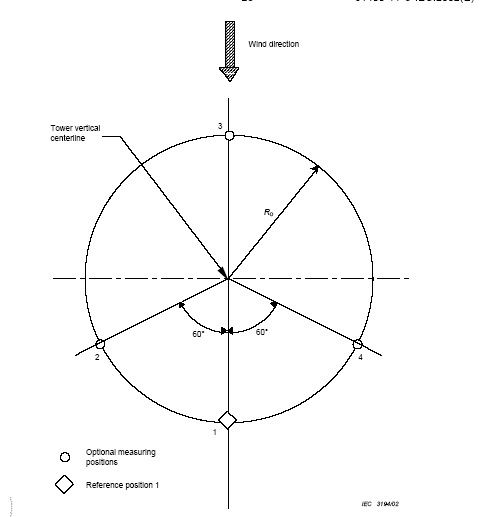 Wind direction
3
Tower vertical
centerline
R₀
60°
60°
2
4
1
Optional measuring
positions
Reference position 1
IEC 3194/02